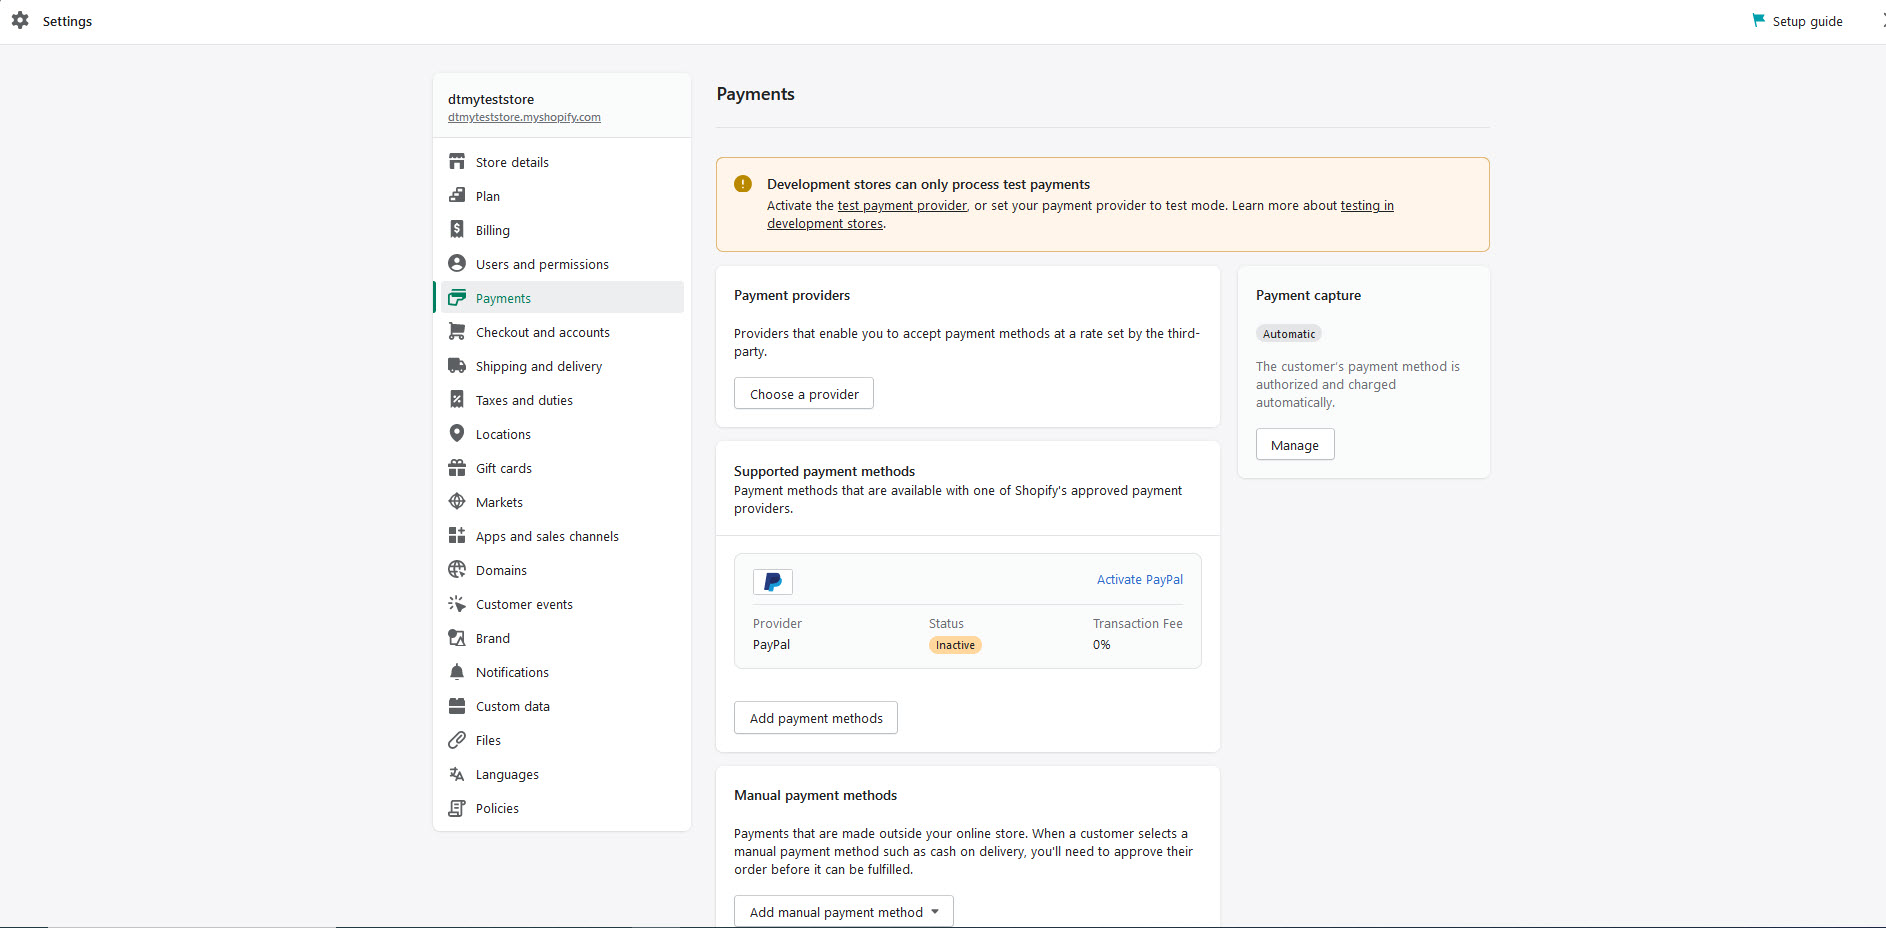 Settings
Setup guide
dtmyteststore
dtmyteststore.myshopify.com
Store details
Plan
Billing
Users and permissions
Payments
Checkout and accounts
Shipping and delivery
Taxes and duties
Locations
Gift cards
Markets
Apps and sales channels
Domains
Customer events
Brand
Notifications
Custom data
Files
Languages
Policies
Payments
Development stores can only process test payments
Activate the test payment provider, or set your payment provider to test mode. Learn more about testing in
development stores.
Payment providers
Providers that enable you to accept payment methods at a rate set by the third-
party.
Choose a provider
Payment capture
Automatic
The customer's payment method is
authorized and charged
automatically.
Manage
Supported payment methods
Payment methods that are available with one of Shopify's approved payment
providers.
Activate PayPal
Provider Status Transaction Fee
PayPal Inactive 0%
Add payment methods
Manual payment methods
Payments that are made outside your online store. When a customer selects a
manual payment method such as cash on delivery, you'll need to approve their
order before it can be fulfilled.
Add manual payment method